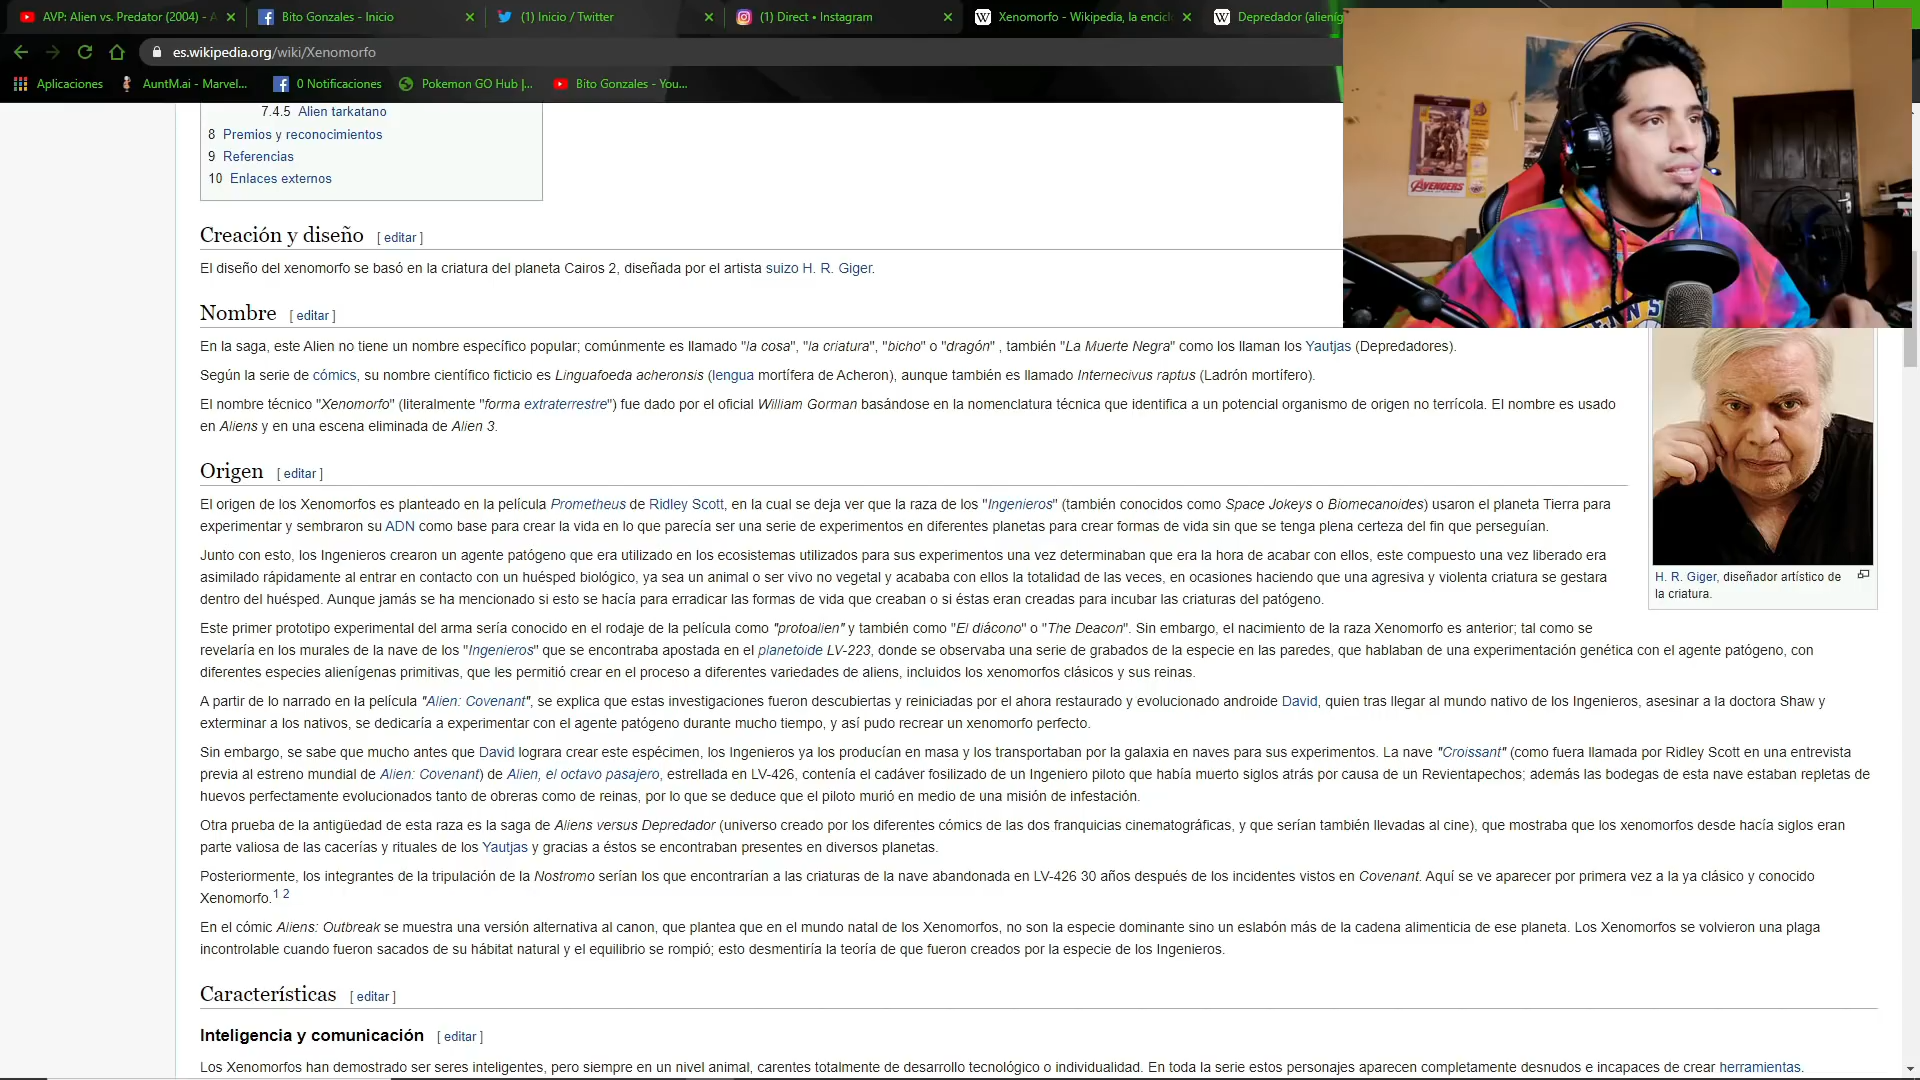 AVP: Alien vs. Predator (2004) - A
Bito Gonzales - Inicio
(1) Inicio / Twitter
(1) Direct • Instagram
Xenomorfo - Wikipedia, la encicl
Depredador (alieníg
es.wikipedia.org/wiki/Xenomorfo
Aplicaciones
AuntM.ai - Marvel...
0 Notificaciones
Pokemon GO Hub |...
Bito Gonzales - You...
7.4.5 Alien tarkatano
8 Premios y reconocimientos
9 Referencias
10 Enlaces externos
AVENGERS
Creación y diseño [ editar ]
El diseño del xenomorfo se basó en la criatura del planeta Cairos 2, diseñada por el artista suizo H. R. Giger.
Nombre [ editar ]
En la saga, este Alien no tiene un nombre específico popular; comúnmente es llamado "la cosa", "la criatura", "bicho" o "dragón" , también "La Muerte Negra" como los llaman los Yautjas (Depredadores).
Según la serie de cómics, su nombre científico ficticio es Linguafoeda acheronsis (lengua mortífera de Acheron), aunque también es llamado Internecivus raptus (Ladrón mortífero).
El nombre técnico "Xenomorfo" (literalmente "forma extraterrestre") fue dado por el oficial William Gorman basándose en la nomenclatura técnica que identifica a un potencial organismo de origen no terrícola. El nombre es usado
en Aliens y en una escena eliminada de Alien 3.
Origen [ editar ]
El origen de los Xenomorfos es planteado en la película Prometheus de Ridley Scott, en la cual se deja ver que la raza de los "Ingenieros" (también conocidos como Space Jokeys o Biomecanoides) usaron el planeta Tierra para
experimentar y sembraron su ADN como base para crear la vida en lo que parecía ser una serie de experimentos en diferentes planetas para crear formas de vida sin que se tenga plena certeza del fin que perseguían.
Junto con esto, los Ingenieros crearon un agente patógeno que era utilizado en los ecosistemas utilizados para sus experimentos una vez determinaban que era la hora de acabar con ellos, este compuesto una vez liberado era
asimilado rápidamente al entrar en contacto con un huésped biológico, ya sea un animal o ser vivo no vegetal y acababa con ellos la totalidad de las veces, en ocasiones haciendo que una agresiva y violenta criatura se gestara
dentro del huésped. Aunque jamás se ha mencionado si esto se hacía para erradicar las formas de vida que creaban o si éstas eran creadas para incubar las criaturas del patógeno.
H. R. Giger, diseñador artístico de
la criatura.
Este primer prototipo experimental del arma sería conocido en el rodaje de la película como "protoalien" y también como "El diácono" o "The Deacon". Sin embargo, el nacimiento de la raza Xenomorfo es anterior; tal como se
revelaría en los murales de la nave de los "Ingenieros" que se encontraba apostada en el planetoide LV-223, donde se observaba una serie de grabados de la especie en las paredes, que hablaban de una experimentación genética con el agente patógeno, con
diferentes especies alienígenas primitivas, que les permitió crear en el proceso a diferentes variedades de aliens, incluidos los xenomorfos clásicos y sus reinas.
A partir de lo narrado en la película "Alien: Covenant", se explica que estas investigaciones fueron descubiertas y reiniciadas por el ahora restaurado y evolucionado androide David, quien tras llegar al mundo nativo de los Ingenieros, asesinar a la doctora Shaw y
exterminar a los nativos, se dedicaría a experimentar con el agente patógeno durante mucho tiempo, y así pudo recrear un xenomorfo perfecto.
Sin embargo, se sabe que mucho antes que David lograra crear este espécimen, los Ingenieros ya los producían en masa y los transportaban por la galaxia en naves para sus experimentos. La nave "Croissant" (como fuera llamada por Ridley Scott en una entrevista
previa al estreno mundial de Alien: Covenant) de Alien, el octavo pasajero, estrellada en LV-426, contenía el cadáver fosilizado de un Ingeniero piloto que había muerto siglos atrás por causa de un Revientapechos; además las bodegas de esta nave estaban repletas de
huevos perfectamente evolucionados tanto de obreras como de reinas, por lo que se deduce que el piloto murió en medio de una misión de infestación.
Otra prueba de la antigüedad de esta raza es la saga de Aliens versus Depredador (universo creado por los diferentes cómics de las dos franquicias cinematográficas, y que serían también llevadas al cine), que mostraba que los xenomorfos desde hacía siglos eran
parte valiosa de las cacerías y rituales de los Yautjas y gracias a éstos se encontraban presentes en diversos planetas.
Posteriormente, los integrantes de la tripulación de la Nostromo serían los que encontrarían a las criaturas de la nave abandonada en LV-426 30 años después de los incidentes vistos en Covenant. Aquí se ve aparecer por primera vez a la ya clásico y conocido
Xenomorfo.1 2
En el cómic Aliens: Outbreak se muestra una versión alternativa al canon, que plantea que en el mundo natal de los Xenomorfos, no son la especie dominante sino un eslabón más de la cadena alimenticia de ese planeta. Los Xenomorfos se volvieron una plaga
incontrolable cuando fueron sacados de su hábitat natural y el equilibrio se rompió; esto desmentiría la teoría de que fueron creados por la especie de los Ingenieros.
Características [ editar ]
Inteligencia y comunicación [ editar ]
Los Xenomorfos han demostrado ser seres inteligentes, pero siempre en un nivel animal, carentes totalmente de desarrollo tecnológico o individualidad. En toda la serie estos personajes aparecen completamente desnudos e incapaces de crear herramientas.